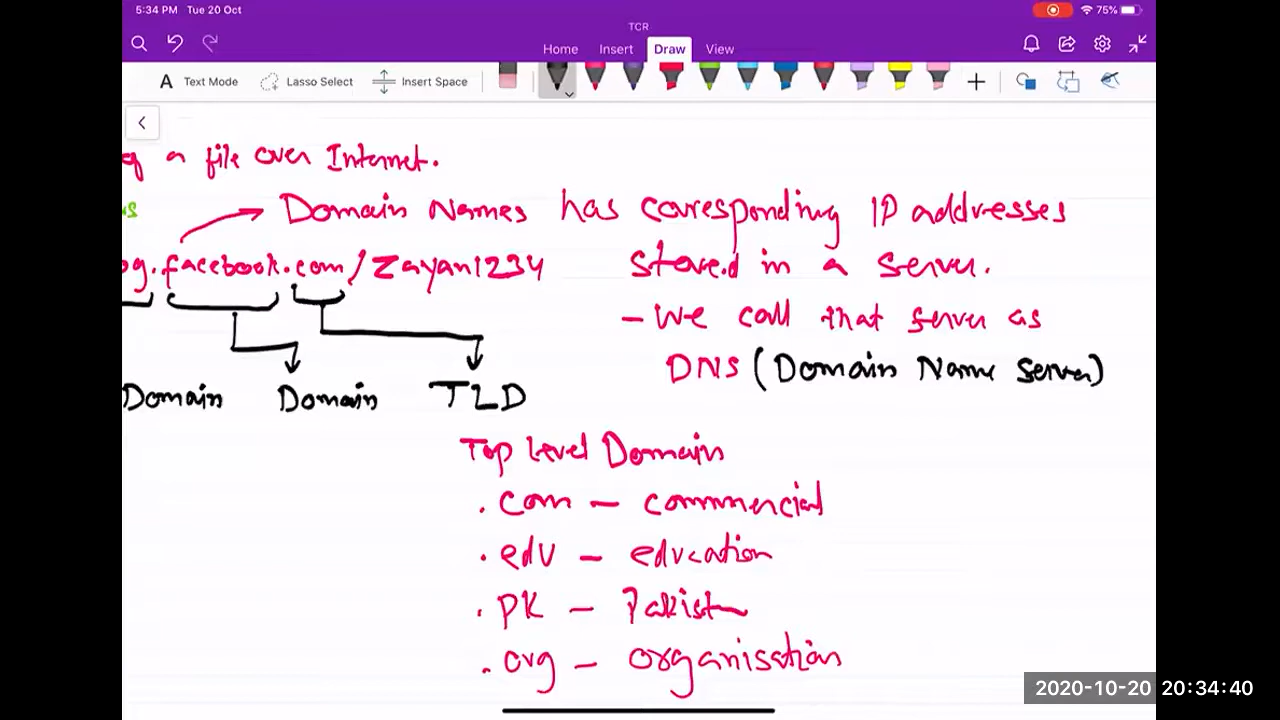 5:34 PM Tue 20 Oct
75%
TCR
Home Insert Draw View
Text Mode Lasso Select Insert Space
of a file over Internet.
Domain Names has coresponding IP addresses
stored in a server.
og.facebook.com/Zayan1234
- We call that server as
DNS (Domain Name Server)
Domain Domain TLD
Top Level Domain
.com - commercial
.edu - education
.pk - Pakistan
.org - organisation
2020-10-20 20:34:40